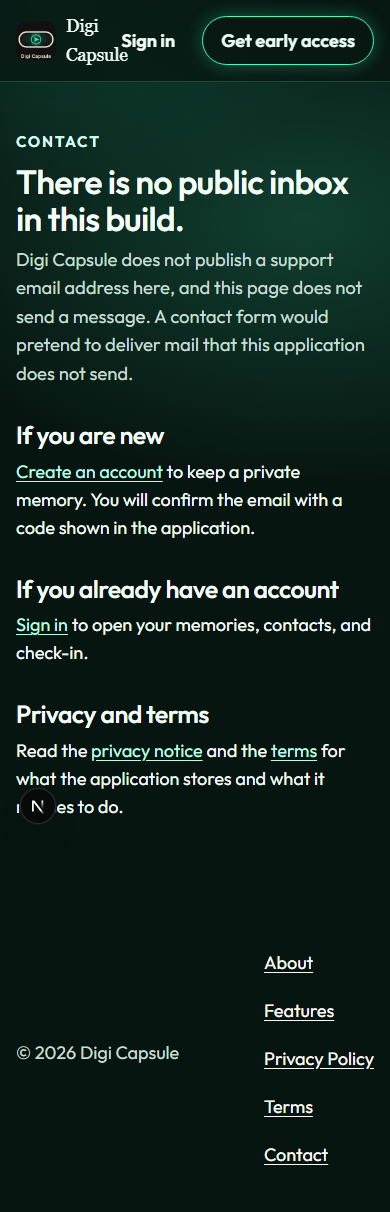 Digi Capsule
Digi
Capsule
Sign in
Get early access
CONTACT
There is no public inbox
in this build.
Digi Capsule does not publish a support
email address here, and this page does not
send a message. A contact form would
pretend to deliver mail that this application
does not send.
If you are new
Create an account to keep a private
memory. You will confirm the email with a
code shown in the application.
If you already have an account
Sign in to open your memories, contacts, and
check-in.
Privacy and terms
Read the privacy notice and the terms for
what the application stores and what it
to do.
N
About
Features
© 2026 Digi Capsule
Privacy Policy
Terms
Contact